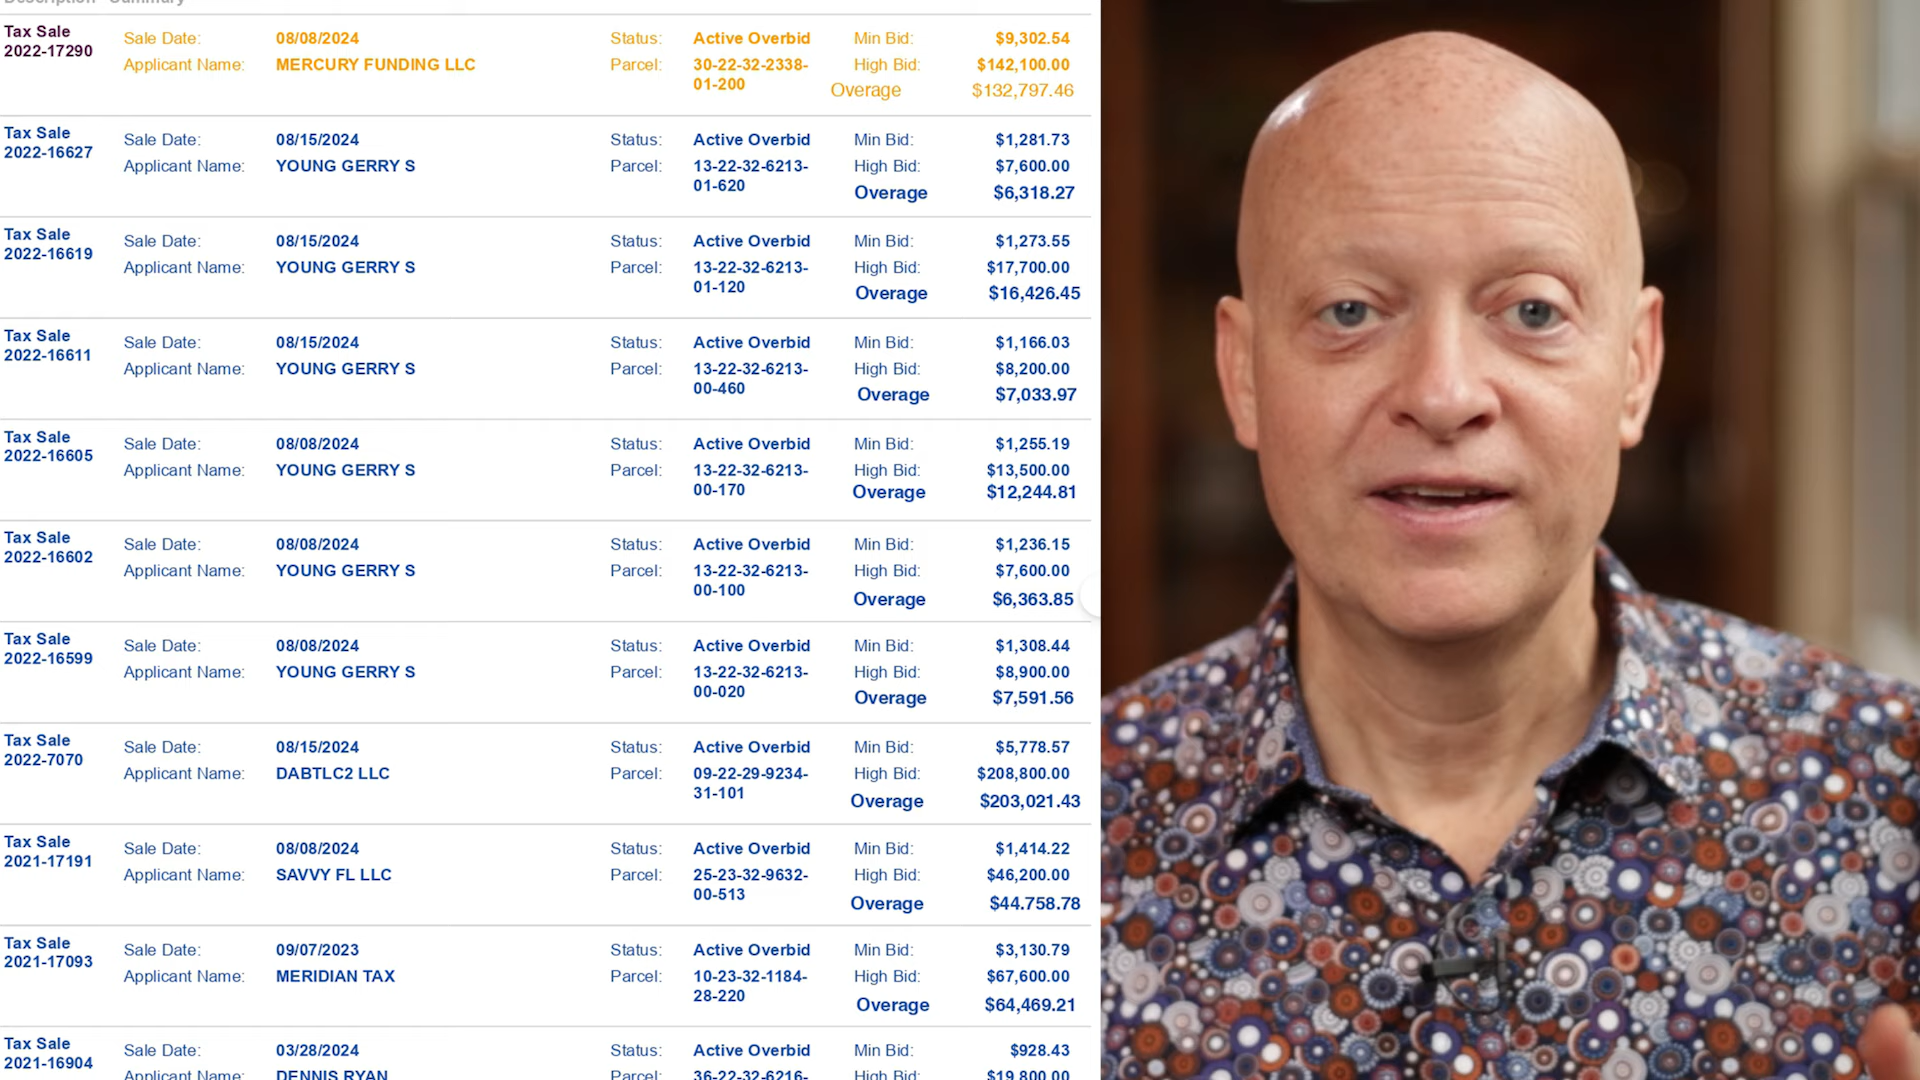 Description Summary
Tax Sale 2022-17290 Sale Date: 08/08/2024 Status: Active Overbid Min Bid: $9,302.54
Applicant Name: MERCURY FUNDING LLC Parcel: 30-22-32-2338-01-200 High Bid: $142,100.00
Overage $132,797.46
Tax Sale 2022-16627 Sale Date: 08/15/2024 Status: Active Overbid Min Bid: $1,281.73
Applicant Name: YOUNG GERRY S Parcel: 13-22-32-6213-01-620 High Bid: $7,600.00
Overage $6,318.27
Tax Sale 2022-16619 Sale Date: 08/15/2024 Status: Active Overbid Min Bid: $1,273.55
Applicant Name: YOUNG GERRY S Parcel: 13-22-32-6213-01-120 High Bid: $17,700.00
Overage $16,426.45
Tax Sale 2022-16611 Sale Date: 08/15/2024 Status: Active Overbid Min Bid: $1,166.03
Applicant Name: YOUNG GERRY S Parcel: 13-22-32-6213-00-460 High Bid: $8,200.00
Overage $7,033.97
Tax Sale 2022-16605 Sale Date: 08/08/2024 Status: Active Overbid Min Bid: $1,255.19
Applicant Name: YOUNG GERRY S Parcel: 13-22-32-6213-00-170 High Bid: $13,500.00
Overage $12,244.81
Tax Sale 2022-16602 Sale Date: 08/08/2024 Status: Active Overbid Min Bid: $1,236.15
Applicant Name: YOUNG GERRY S Parcel: 13-22-32-6213-00-100 High Bid: $7,600.00
Overage $6,363.85
Tax Sale 2022-16599 Sale Date: 08/08/2024 Status: Active Overbid Min Bid: $1,308.44
Applicant Name: YOUNG GERRY S Parcel: 13-22-32-6213-00-020 High Bid: $8,900.00
Overage $7,591.56
Tax Sale 2022-7070 Sale Date: 08/15/2024 Status: Active Overbid Min Bid: $5,778.57
Applicant Name: DABTLC2 LLC Parcel: 09-22-29-9234-31-101 High Bid: $208,800.00
Overage $203,021.43
Tax Sale 2021-17191 Sale Date: 08/08/2024 Status: Active Overbid Min Bid: $1,414.22
Applicant Name: SAVVY FL LLC Parcel: 25-23-32-9632-00-513 High Bid: $46,200.00
Overage $44.758.78
Tax Sale 2021-17093 Sale Date: 09/07/2023 Status: Active Overbid Min Bid: $3,130.79
Applicant Name: MERIDIAN TAX Parcel: 10-23-32-1184-28-220 High Bid: $67,600.00
Overage $64,469.21
Tax Sale 2021-16904 Sale Date: 03/28/2024 Status: Active Overbid Min Bid: $928.43
Applicant Name: DENNIS RYAN Parcel: 36-22-32-6216- High Bid: $19,800.00